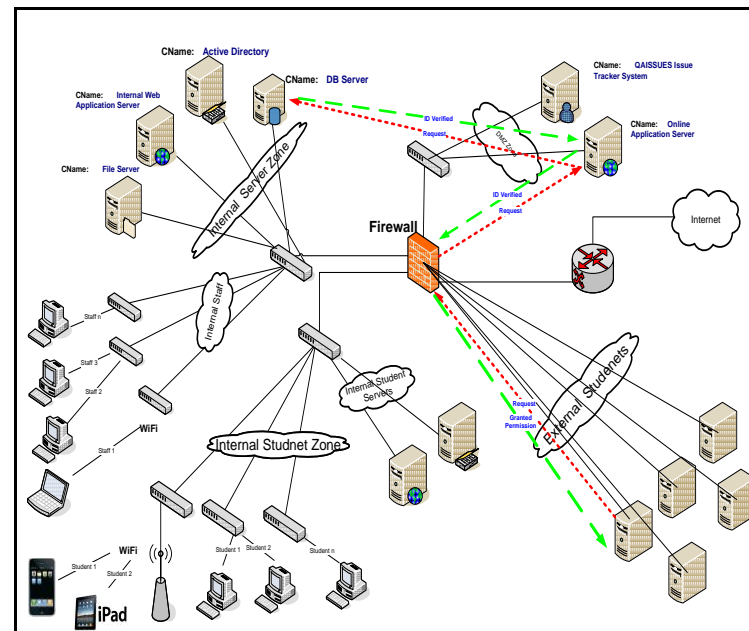 CName: Active Directory
CName: Internal Web
Application Server
CName: DB Server
CName: QAISSUES Issue
Tracker System
CName: Online
Application Server
CName: File Server
ID Verified
Request
DMZ Zone
ID Verified
Request
Internal Server Zone
Firewall
Internet
Internal Staff
Staff n
Staff 3
Staff 2
Staff 1
WiFi
Internal Student
Servers
Internal Studnet Zone
External Studenets
Request
Granted
Permission
Student 1
Student 2
Student n
WiFi
Student 1
Student 2
iPad